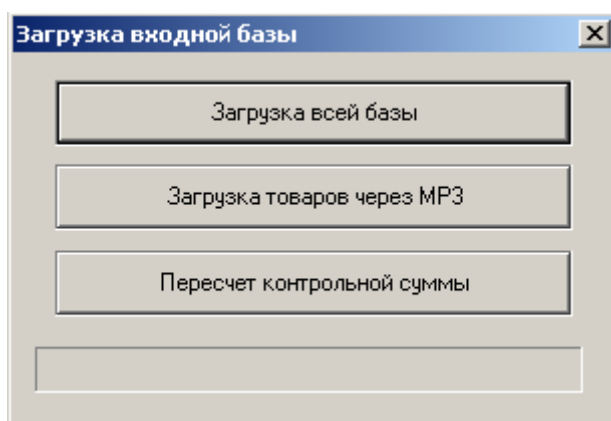 Загрузка входной базы
Загрузка всей базы
Загрузка товаров через МРЗ
Пересчет контрольной суммы